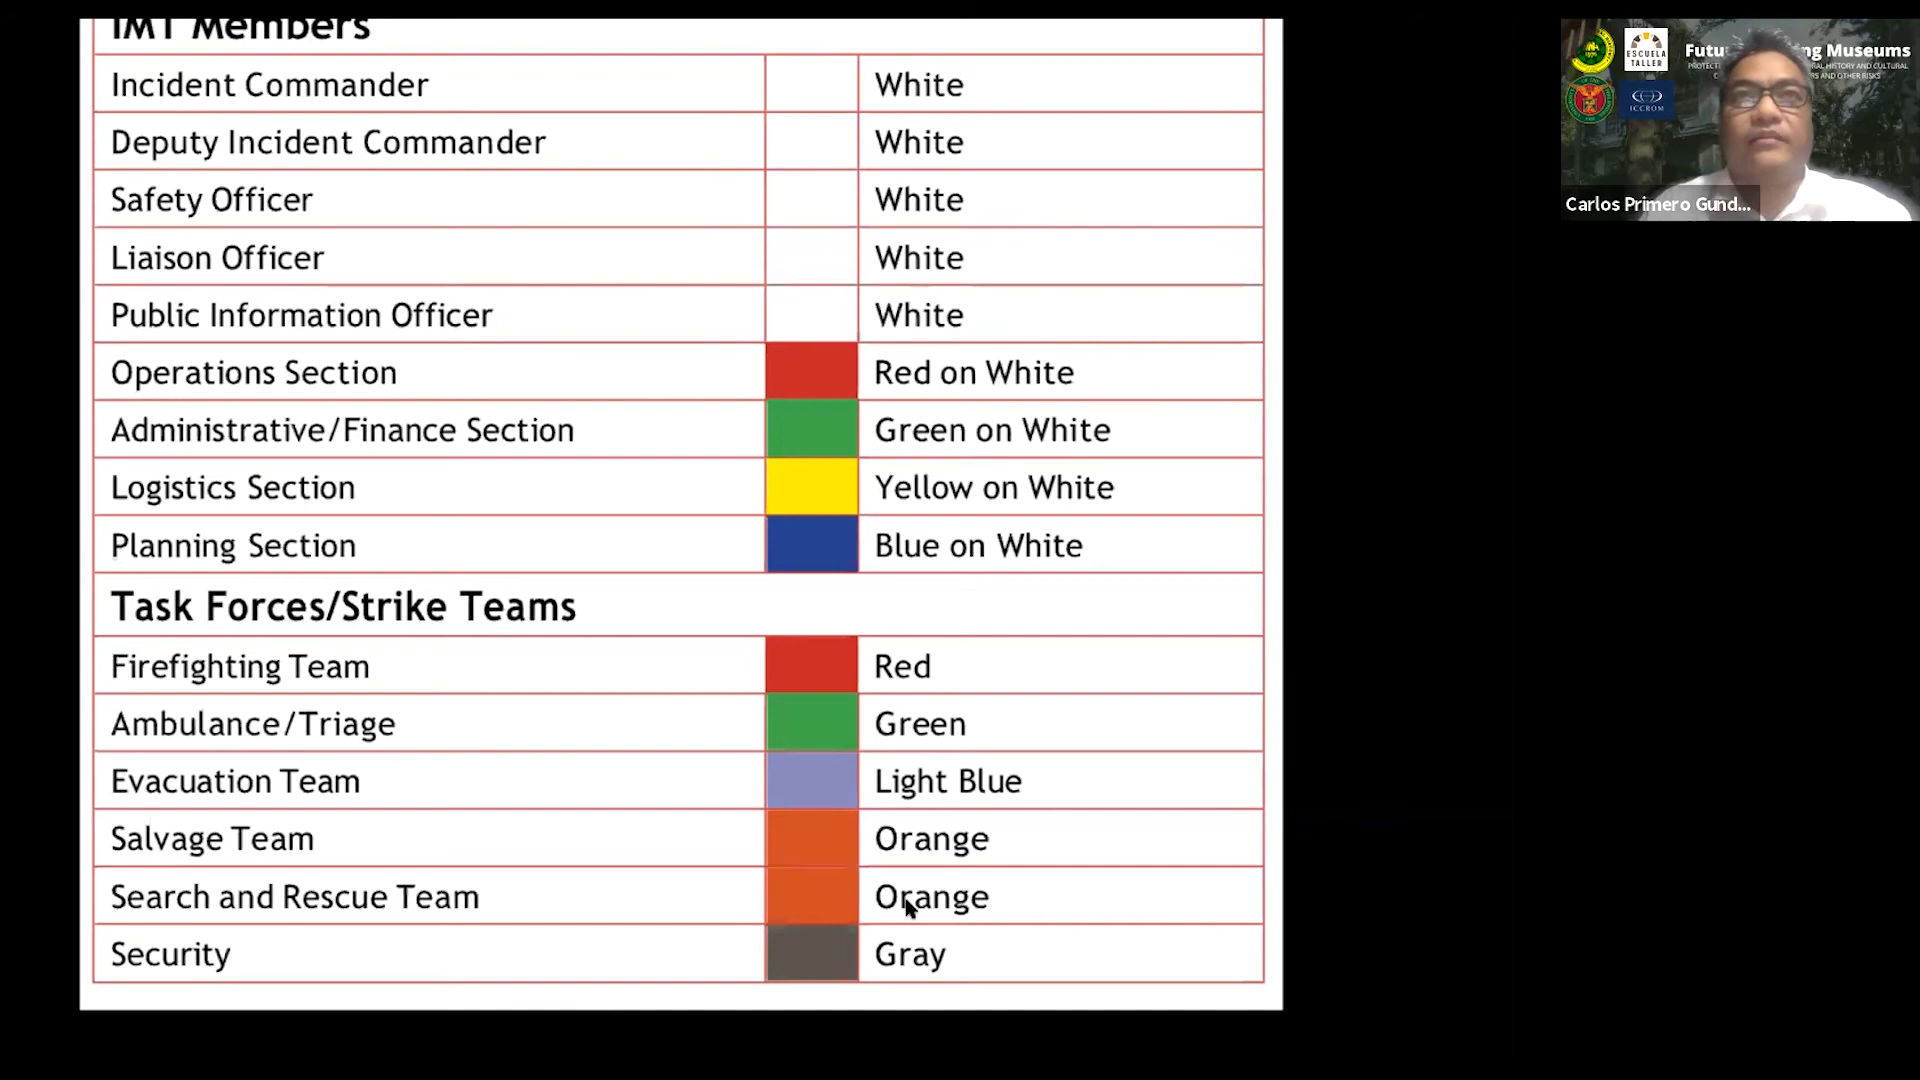 IMT Members
Incident Commander White
Deputy Incident Commander White
Safety Officer White
Liaison Officer White
Public Information Officer White
Operations Section Red on White
Administrative/Finance Section Green on White
Logistics Section Yellow on White
Planning Section Blue on White
Task Forces/Strike Teams
Firefighting Team Red
Ambulance/Triage Green
Evacuation Team Light Blue
Salvage Team Orange
Search and Rescue Team Orange
Security Gray
ESCUELA
TALLER
ICCROM
Museums
Carlos Primero Gund...